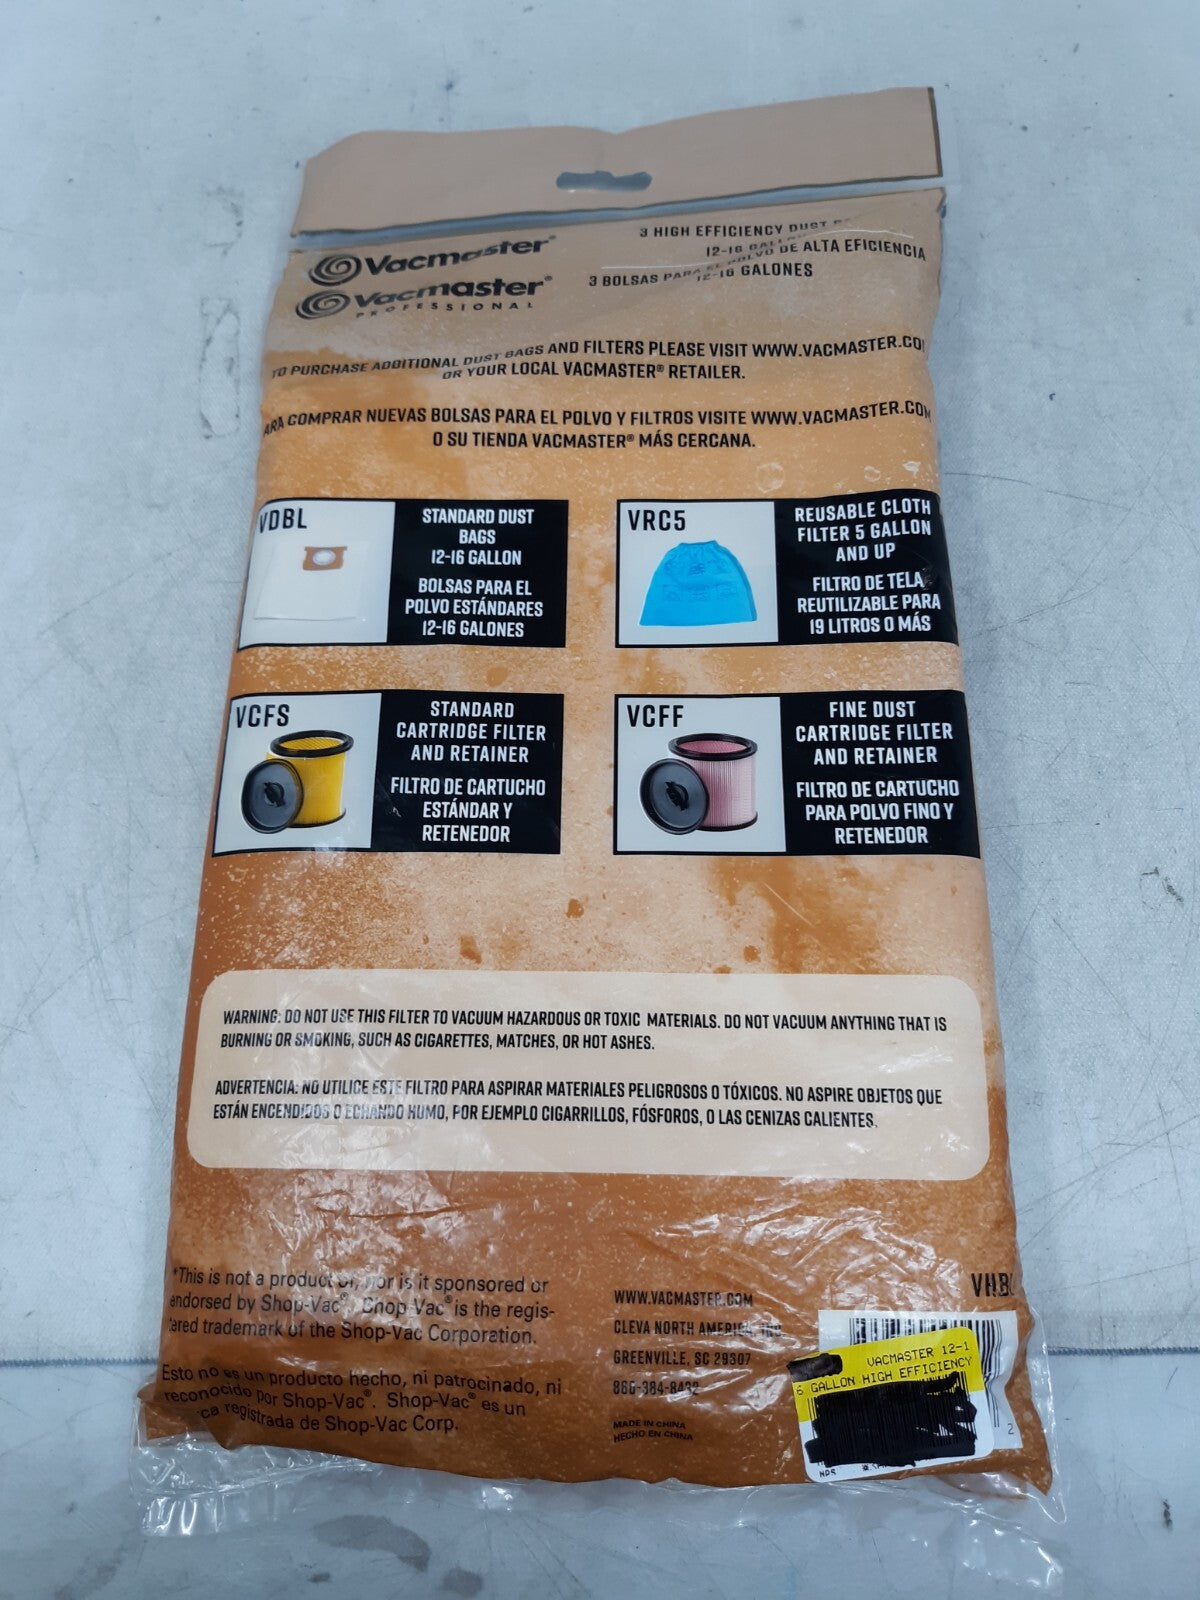 Vacmaster®
Vacmaster®
PROFESSIONAL
3 HIGH EFFICIENCY DUST
12-16
3 BOLSAS PARA EL POLVO DE ALTA EFICIENCIA
12-16 GALONES
TO PURCHASE ADDITIONAL DUST BAGS AND FILTERS PLEASE VISIT WWW.VACMASTER.CO
OR YOUR LOCAL VACMASTER® RETAILER.
ARA COMPRAR NUEVAS BOLSAS PARA EL POLVO Y FILTROS VISITE WWW.VACMASTER.COM
O SU TIENDA VACMASTER® MÁS CERCANA.
VDBL
STANDARD DUST
BAGS
12-16 GALLON
BOLSAS PARA EL
POLVO ESTÁNDARES
12-16 GALONES
VRC5
REUSABLE CLOTH
FILTER 5 GALLON
AND UP
FILTRO DE TELA
REUTILIZABLE PARA
19 LITROS O MÁS
VCFS
STANDARD
CARTRIDGE FILTER
AND RETAINER
FILTRO DE CARTUCHO
ESTÁNDAR Y
RETENEDOR
VCFF
FINE DUST
CARTRIDGE FILTER
AND RETAINER
FILTRO DE CARTUCHO
PARA POLVO FINO Y
RETENEDOR
WARNING: DO NOT USE THIS FILTER TO VACUUM HAZARDOUS OR TOXIC MATERIALS. DO NOT VACUUM ANYTHING THAT IS
BURNING OR SMOKING, SUCH AS CIGARETTES, MATCHES, OR HOT ASHES.
ADVERTENCIA: NO UTILICE ESTE FILTRO PARA ASPIRAR MATERIALES PELIGROSOS O TÓXICOS. NO ASPIRE OBJETOS QUE
ESTÁN ENCENDIDOS O ECHANDO HUMO, POR EJEMPLO CIGARRILLOS, FÓSFOROS, O LAS CENIZAS CALIENTES.
*This is not a product of, nor is it sponsored or
endorsed by Shop-Vac®. Shop-Vac® is the regis-
tered trademark of the Shop-Vac Corporation.
Esto no es un producto hecho, ni patrocinado, ni
reconocido por Shop-Vac®. Shop-Vac® es un
ca registrada de Shop-Vac Corp.
WWW.VACMASTER.COM
CLEVA NORTH AMERICA, INC
GREENVILLE, SC 29307
866-384-8432
MADE IN CHINA
HECHO EN CHINA
VHB
VACMASTER 12-1
6 GALLON HIGH EFFICIENCY
2